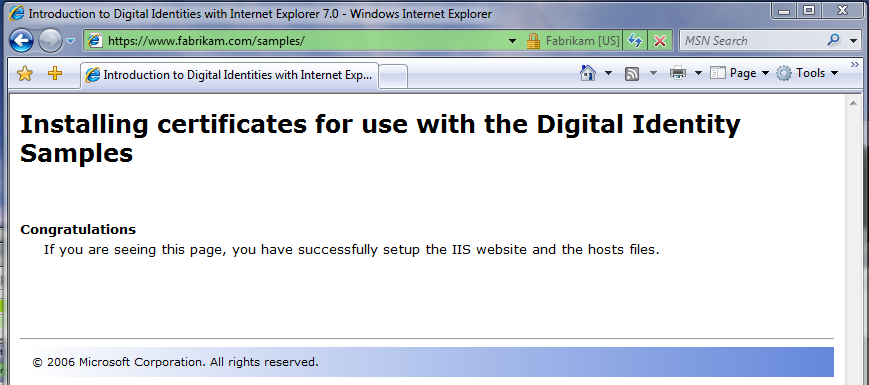 Introduction to Digital Identities with Internet Explorer 7.0 - Windows Internet Explorer
https://www.fabrikam.com/samples/ Fabrikam [US] MSN Search
Introduction to Digital Identities with Internet Exp... Page Tools
Installing certificates for use with the Digital Identity
Samples
Congratulations
If you are seeing this page, you have successfully setup the IIS website and the hosts files.
© 2006 Microsoft Corporation. All rights reserved.